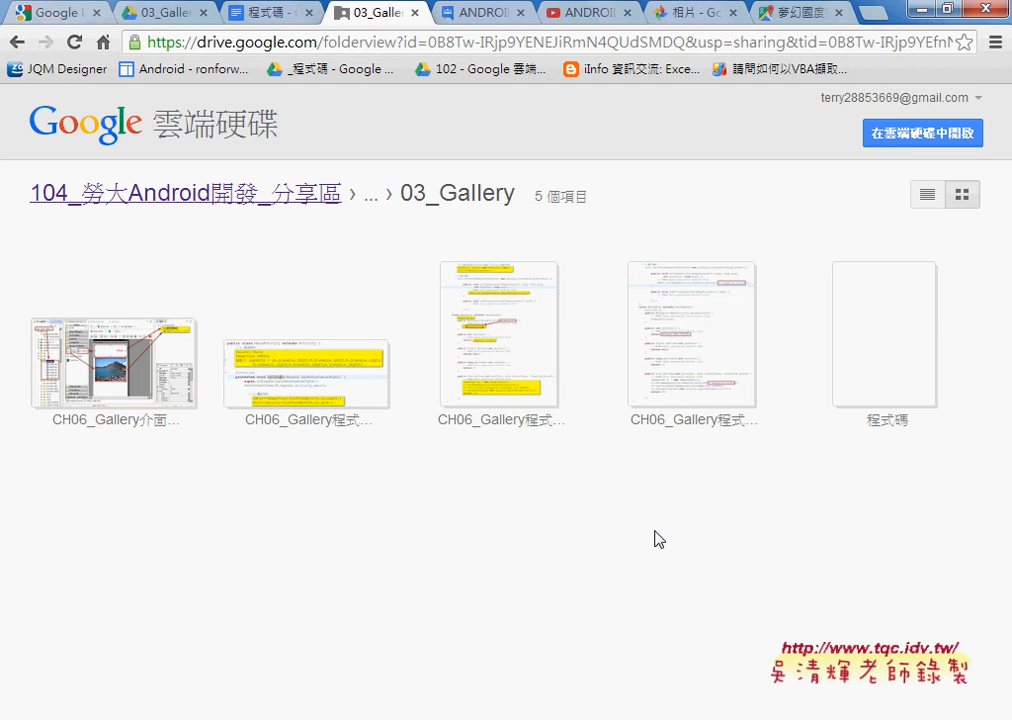 Google
03_Galler
程式碼 -
03_Galle
ANDROI
ANDROI
相片 - Go
夢幻國度
https://drive.google.com/folderview?id=0B8Tw-IRjp9YENEJiRmN4QUdSMDQ&usp=sharing&tid=0B8Tw-IRjp9YEfnN
JQM Designer
Android - ronforw...
_程式碼 - Google ...
102 - Google 雲端...
iInfo 資訊交流: Exce...
請問如何以VBA擷取...
terry28853669@gmail.com
Google 雲端硬碟
在雲端硬碟中開啟
104_勞大Android開發_分享區 › ... › 03_Gallery 5 個項目
CH06_Gallery介面...
CH06_Gallery程式...
CH06_Gallery程式...
CH06_Gallery程式...
程式碼
http://www.tqc.idv.tw/
吳清輝老師錄製